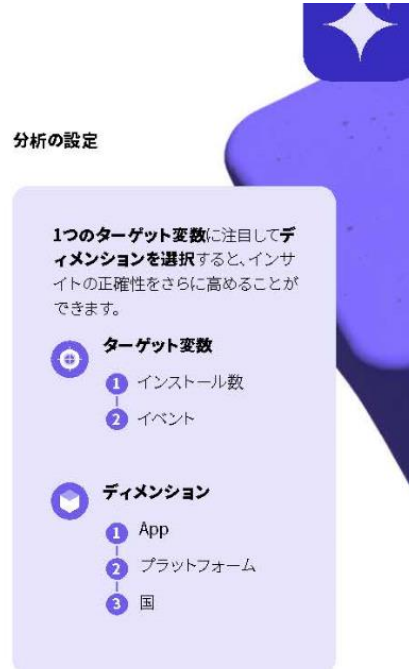 分析の設定
1つのターゲット変数に注目してデ
ィメンションを選択すると、インサ
イトの正確性をさらに高めることが
できます。
ターゲット変数
1 インストール数
2 イベント
ディメンション
1 App
2 プラットフォーム
3 国